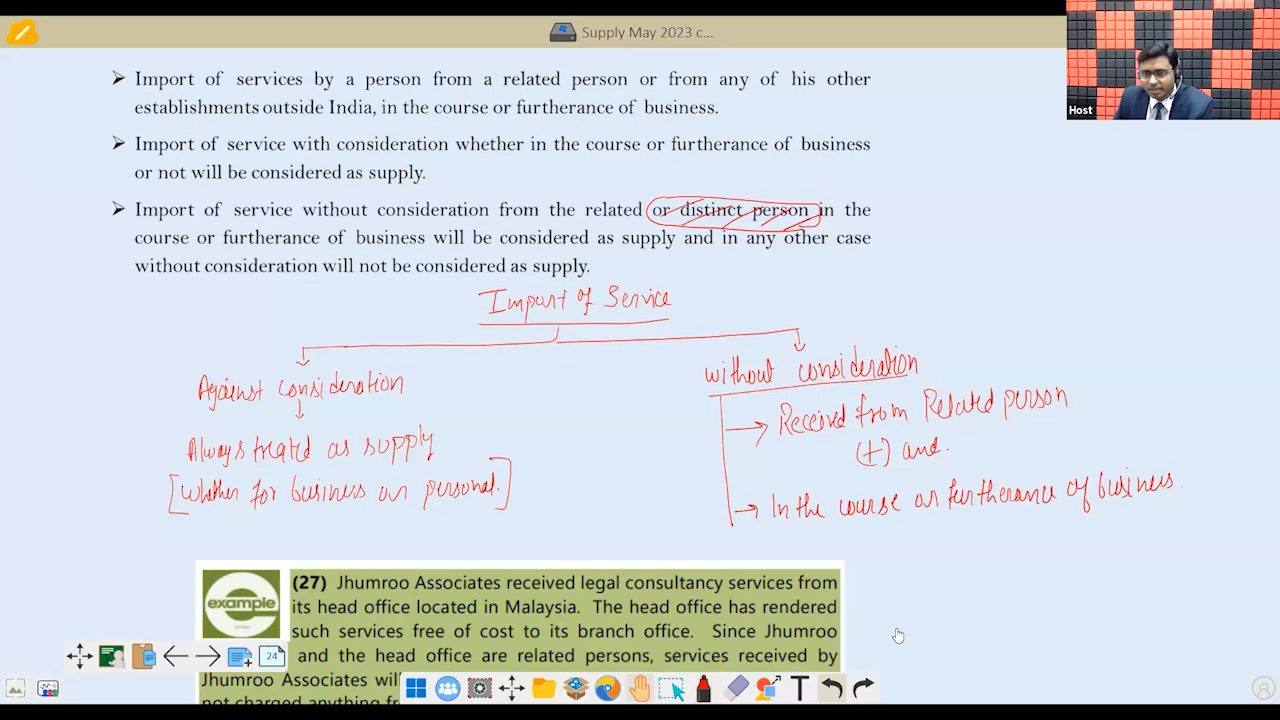 Supply May 2023 c...
Host
➢ Import of services by a person from a related person or from any of his other
establishments outside India, in the course or furtherance of business.
➢ Import of service with consideration whether in the course or furtherance of business
or not will be considered as supply.
➢ Import of service without consideration from the related or distinct person in the
course or furtherance of business will be considered as supply and in any other case
without consideration will not be considered as supply.
Import of Service
Against consideration
Always treated as supply
[Whether for business or personal.]
without consideration
→ Received from Related person
(+) and.
→ In the course or furtherance of business.
example
(27) Jhumroo Associates received legal consultancy services from
its head office located in Malaysia. The head office has rendered
such services free of cost to its branch office. Since Jhumroo
and the head office are related persons, services received by
Jhumroo Associates will
not charged anything
24